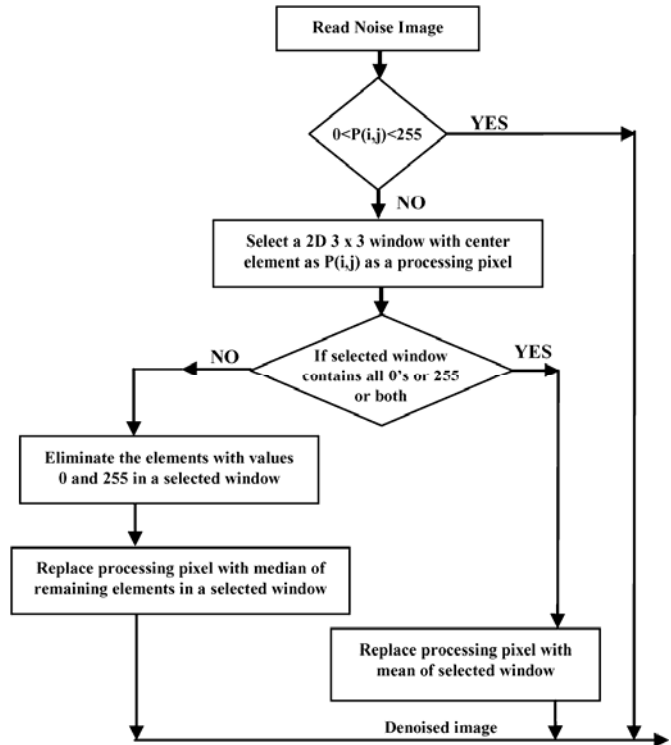 Read Noise Image
0<P(i,j)<255
YES
NO
Select a 2D 3 x 3 window with center
element as P(i,j) as a processing pixel
NO
If selected window
contains all 0's or 255
or both
YES
Eliminate the elements with values
0 and 255 in a selected window
Replace processing pixel with median of
remaining elements in a selected window
Replace processing pixel with
mean of selected window
Denoised image